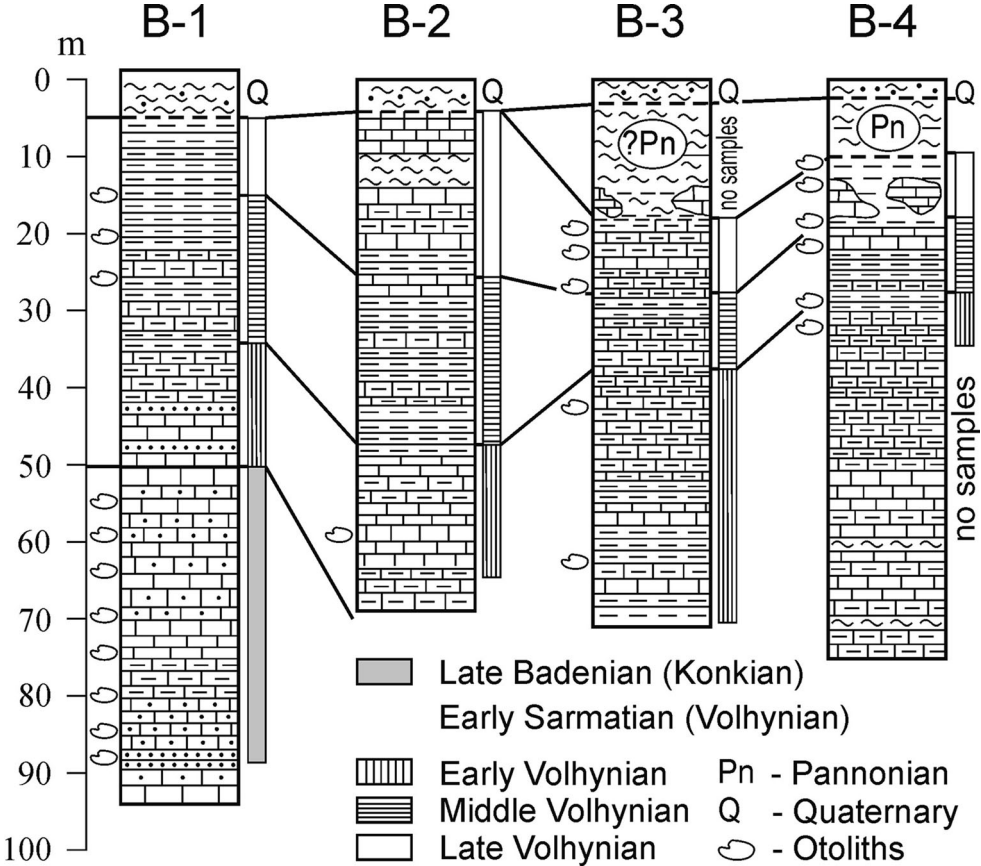 B-1 B-2 B-3 B-4
m
0
10
20
30
40
50
60
70
80
90
100
Q
Q
Q
Q
?Pn
no samples
Pn
no samples
Late Badenian (Konkian)
Early Sarmatian (Volhynian)
Early Volhynian
Middle Volhynian
Late Volhynian
Pn - Pannonian
Q - Quaternary
- Otoliths